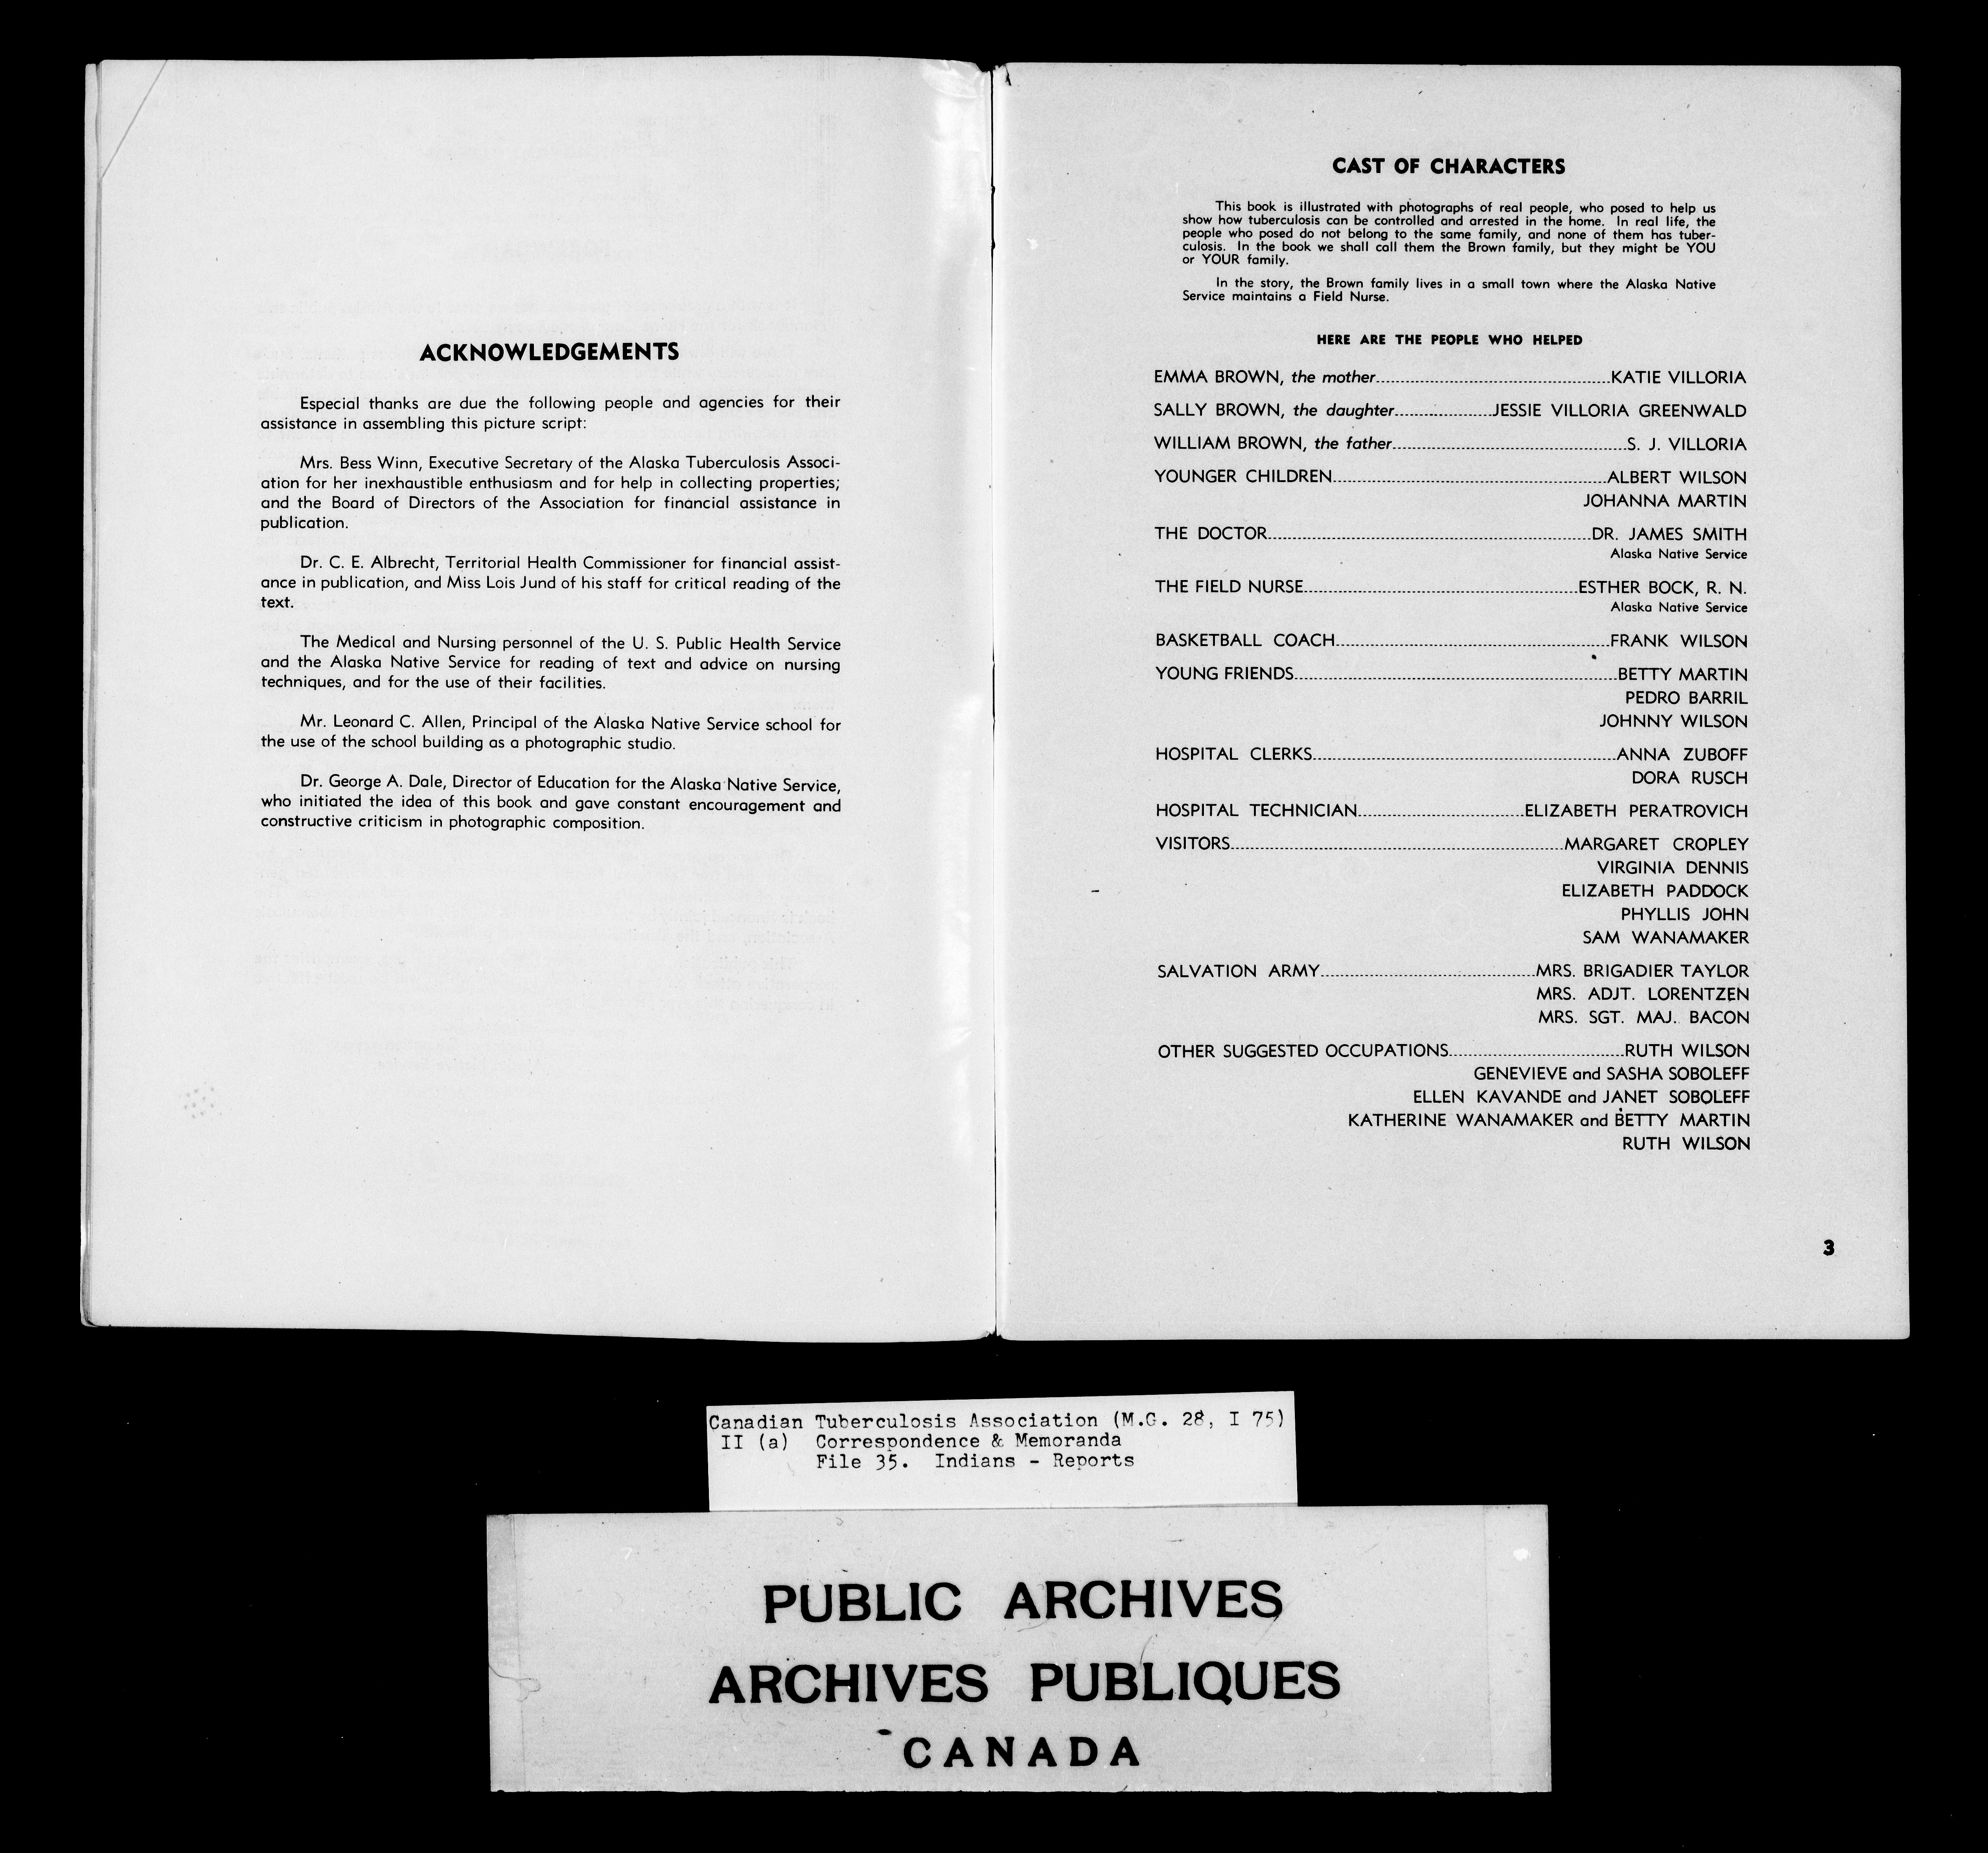 ACKNOWLEDGEMENTS
Especial thanks are due the following people and agencies for their
assistance in assembling this picture script:
Mrs. Bess Winn, Executive Secretary of the Alaska Tuberculosis Associ-
ation for her inexhaustible enthusiasm and for help in collecting properties;
and the Board of Directors of the Association for financial assistance in
publication.
Dr. C. E. Albrecht, Territorial Health Commissioner for financial assist-
ance in publication, and Miss Lois Jund of his staff for critical reading of the
text.
The Medical and Nursing personnel of the U. S. Public Health Service
and the Alaska Native Service for reading of text and advice on nursing
techniques, and for the use of their facilities.
Mr. Leonard C. Allen, Principal of the Alaska Native Service school for
the use of the school building as a photographic studio.
Dr. George A. Dale, Director of Education for the Alaska Native Service,
who initiated the idea of this book and gave constant encouragement and
constructive criticism in photographic composition.
CAST OF CHARACTERS
This book is illustrated with photographs of real people, who posed to help us
show how tuberculosis can be controlled and arrested in the home. In real life, the
people who posed do not belong to the same family, and none of them has tuber-
culosis. In the book we shall call them the Brown family, but they might be YOU
or YOUR family.
In the story, the Brown family lives in a small town where the Alaska Native
Service maintains a Field Nurse.
HERE ARE THE PEOPLE WHO HELPED
EMMA BROWN, the mother KATIE VILLORIA
SALLY BROWN, the daughter JESSIE VILLORIA GREENWALD
WILLIAM BROWN, the father S. J. VILLORIA
YOUNGER CHILDREN ALBERT WILSON
JOHANNA MARTIN
THE DOCTOR DR. JAMES SMITH
Alaska Native Service
THE FIELD NURSE ESTHER BOCK, R. N.
Alaska Native Service
BASKETBALL COACH FRANK WILSON
YOUNG FRIENDS BETTY MARTIN
PEDRO BARRIL
JOHNNY WILSON
HOSPITAL CLERKS ANNA ZUBOFF
DORA RUSCH
HOSPITAL TECHNICIAN ELIZABETH PERATROVICH
VISITORS MARGARET CROPLEY
VIRGINIA DENNIS
ELIZABETH PADDOCK
PHYLLIS JOHN
SAM WANAMAKER
SALVATION ARMY MRS. BRIGADIER TAYLOR
MRS. ADJT. LORENTZEN
MRS. SGT. MAJ. BACON
OTHER SUGGESTED OCCUPATIONS RUTH WILSON
GENEVIEVE and SASHA SOBOLEFF
ELLEN KAVANDE and JANET SOBOLEFF
KATHERINE WANAMAKER and BETTY MARTIN
RUTH WILSON
3
Canadian Tuberculosis Association (M.G. 28, I 75)
II (a) Correspondence & Memoranda
File 35. Indians - Reports
PUBLIC ARCHIVES
ARCHIVES PUBLIQUES
CANADA